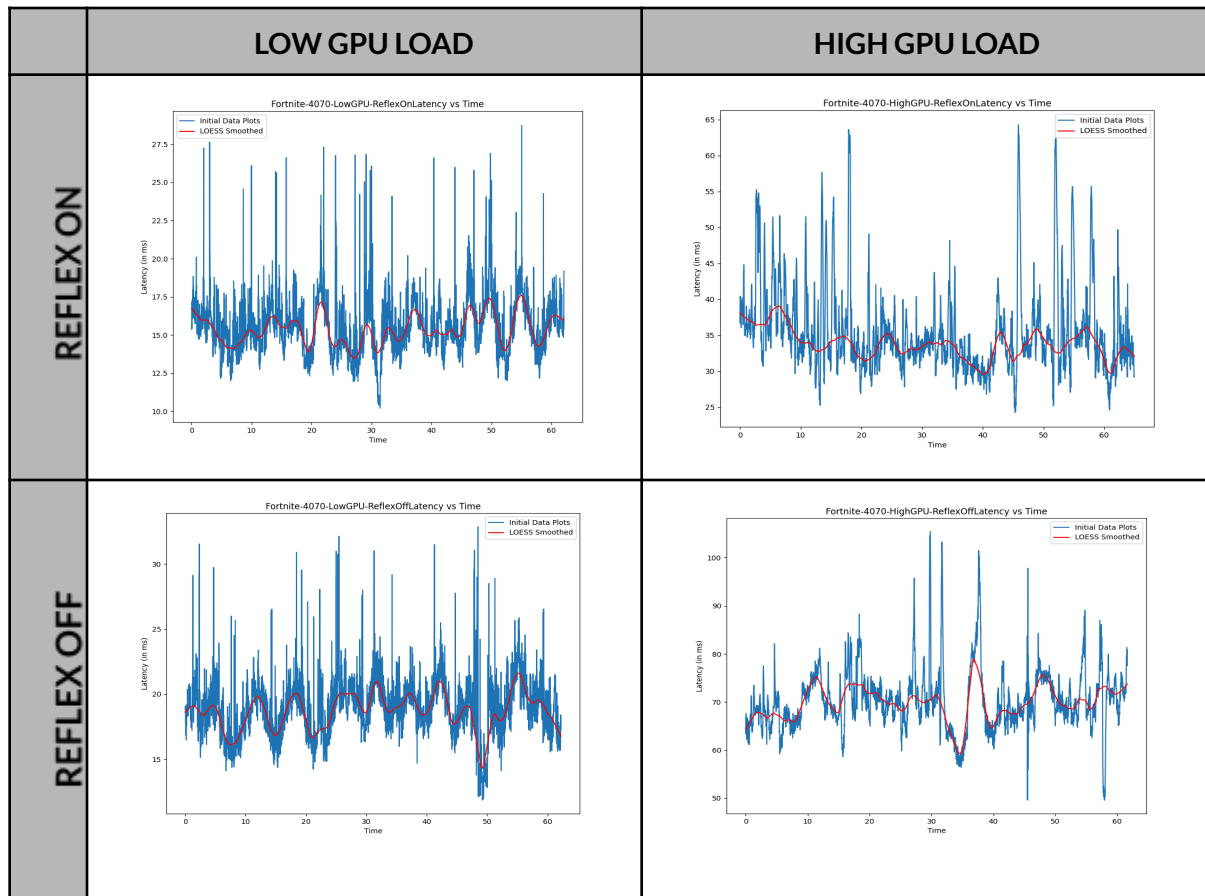 LOW GPU LOAD
HIGH GPU LOAD
REFLEX ON
Fortnite-4070-LowGPU-ReflexOnLatency vs Time
Initial Data Plots
LOESS Smoothed
27.5
25.0
22.5
20.0
17.5
15.0
12.5
10.0
Latency (in ms)
0 10 20 30 40 50 60
Time
Fortnite-4070-HighGPU-ReflexOnLatency vs Time
Initial Data Plots
LOESS Smoothed
65
60
55
50
45
40
35
30
25
Latency (in ms)
0 10 20 30 40 50 60
Time
REFLEX OFF
Fortnite-4070-LowGPU-ReflexOffLatency vs Time
Initial Data Plots
LOESS Smoothed
30
25
20
15
Latency (in ms)
0 10 20 30 40 50 60
Time
Fortnite-4070-HighGPU-ReflexOffLatency vs Time
Initial Data Plots
LOESS Smoothed
100
90
80
70
60
50
Latency (in ms)
0 10 20 30 40 50 60
Time